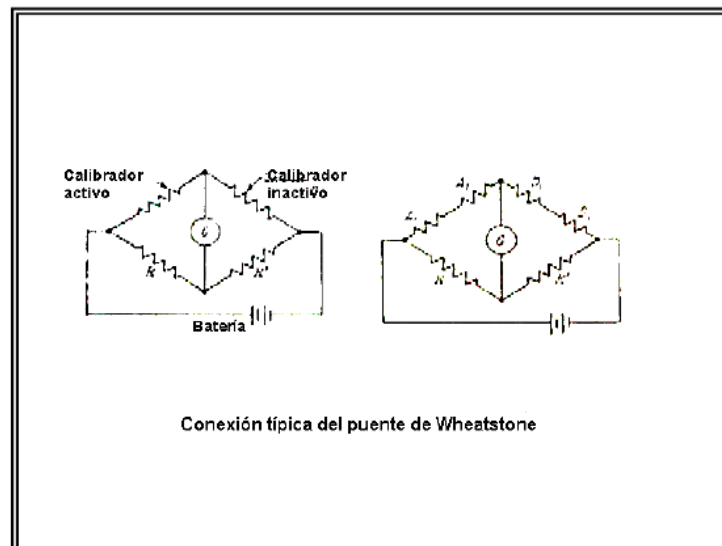 Calibrador
activo
Calibrador
inactivo
G
R
R'
Batería
G
R
R'
Conexión típica del puente de Wheatstone